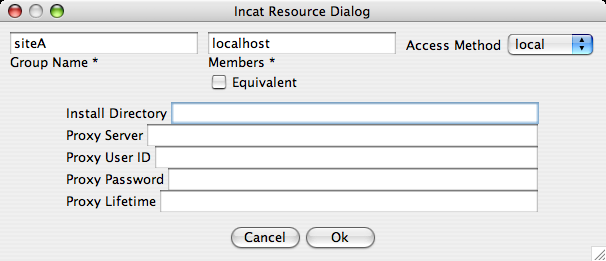 Incat Resource Dialog
siteA localhost Access Method local
Group Name * Members *
Equivalent
Install Directory
Proxy Server
Proxy User ID
Proxy Password
Proxy Lifetime
Cancel Ok